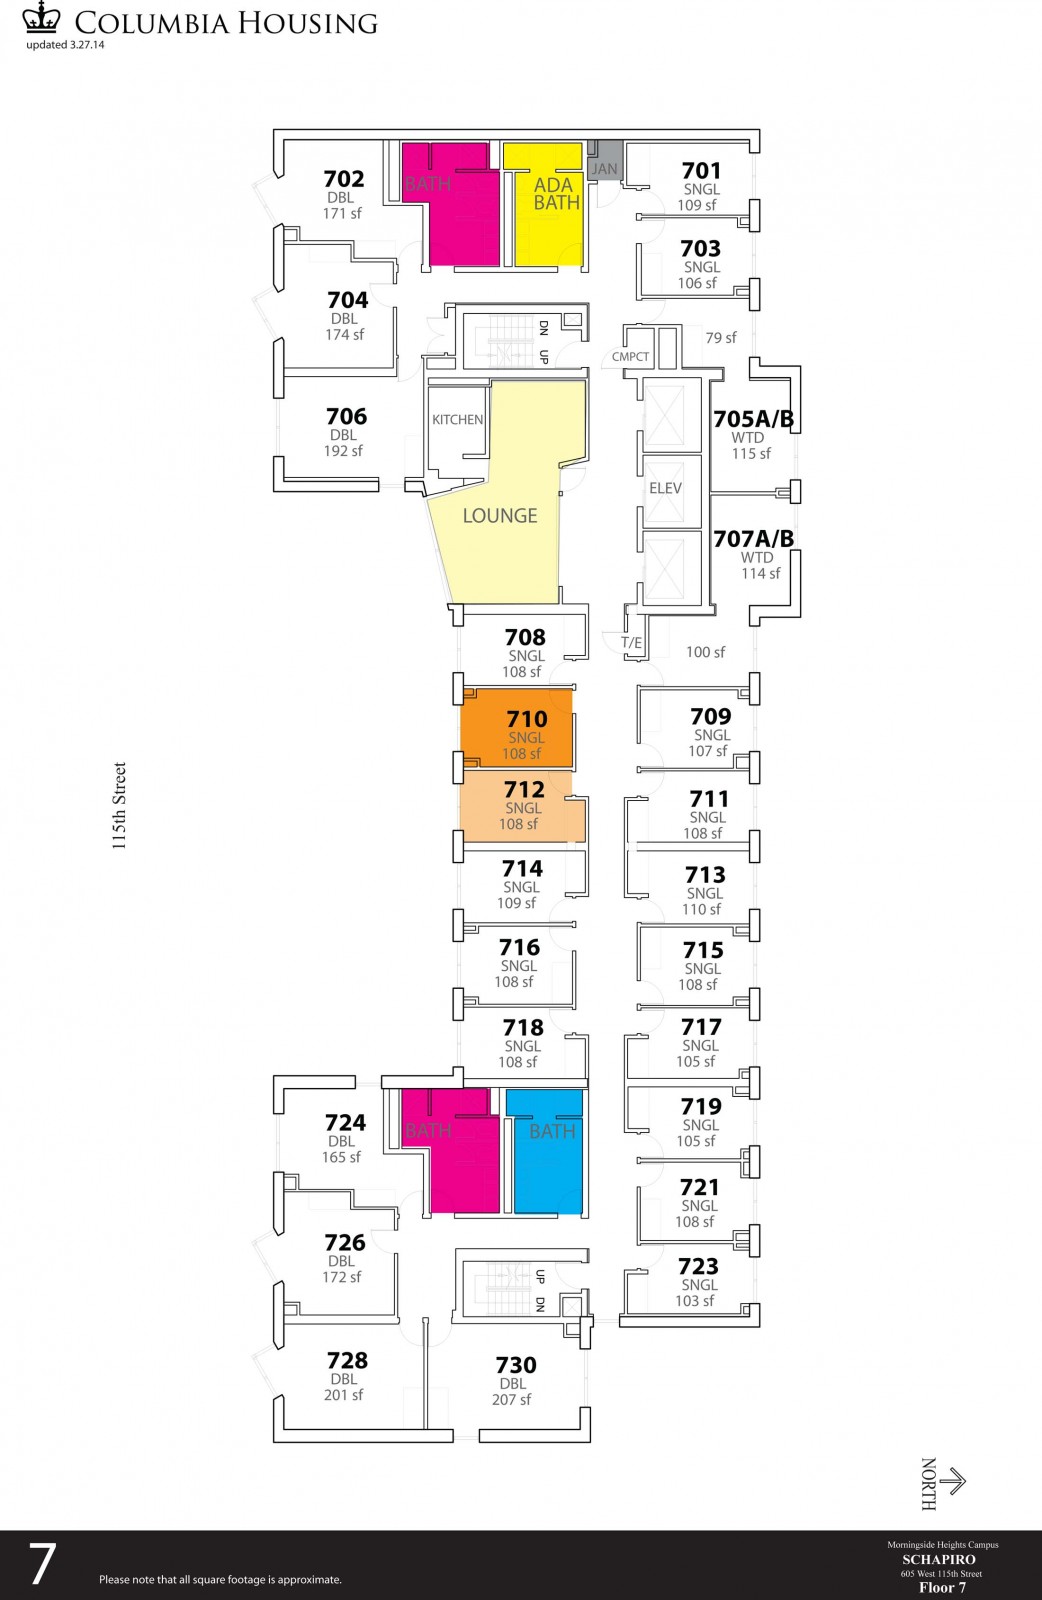 COLUMBIA HOUSING
updated 3.27.14
702
DBL
171 sf
BATH
ADA
BATH
JAN
701
SNGL
109 sf
703
SNGL
106 sf
704
DBL
174 sf
DN
UP
CMPCT
79 sf
706
DBL
192 sf
KITCHEN
LOUNGE
ELEV
705A/B
WTD
115 sf
707A/B
WTD
114 sf
708
SNGL
108 sf
T/E
100 sf
710
SNGL
108 sf
709
SNGL
107 sf
712
SNGL
108 sf
711
SNGL
108 sf
115th Street
714
SNGL
109 sf
713
SNGL
110 sf
716
SNGL
108 sf
715
SNGL
108 sf
718
SNGL
108 sf
717
SNGL
105 sf
724
DBL
165 sf
BATH
BATH
719
SNGL
105 sf
721
SNGL
108 sf
726
DBL
172 sf
UP
DN
723
SNGL
103 sf
728
DBL
201 sf
730
DBL
207 sf
NORTH
7
Please note that all square footage is approximate.
Morningside Heights Campus
SCHAPIRO
605 West 115th Street
Floor 7